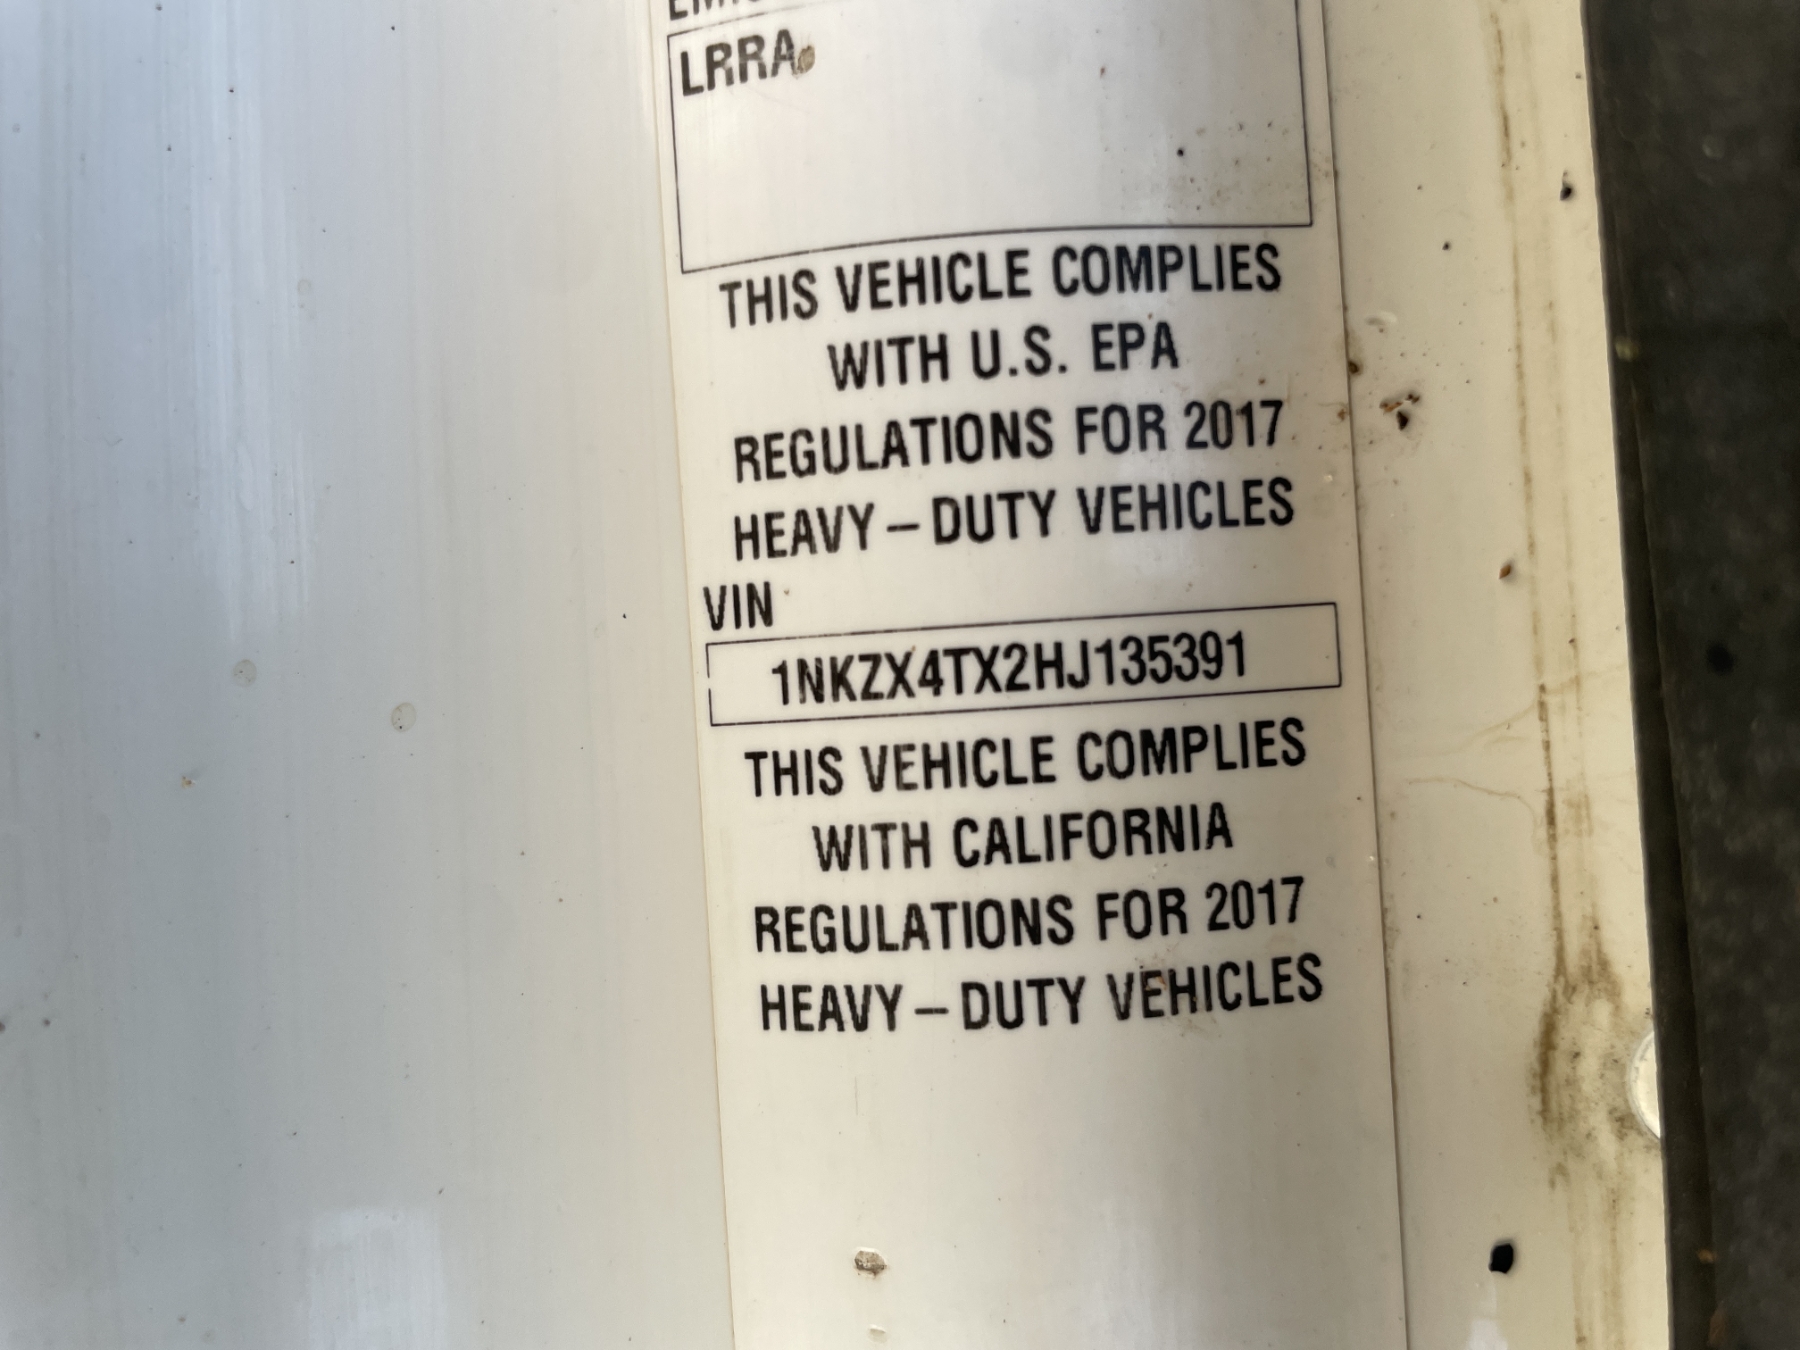 LRRA
THIS VEHICLE COMPLIES
WITH U.S. EPA
REGULATIONS FOR 2017
HEAVY – DUTY VEHICLES
VIN
1NKZX4TX2HJ135391
THIS VEHICLE COMPLIES
WITH CALIFORNIA
REGULATIONS FOR 2017
HEAVY – DUTY VEHICLES